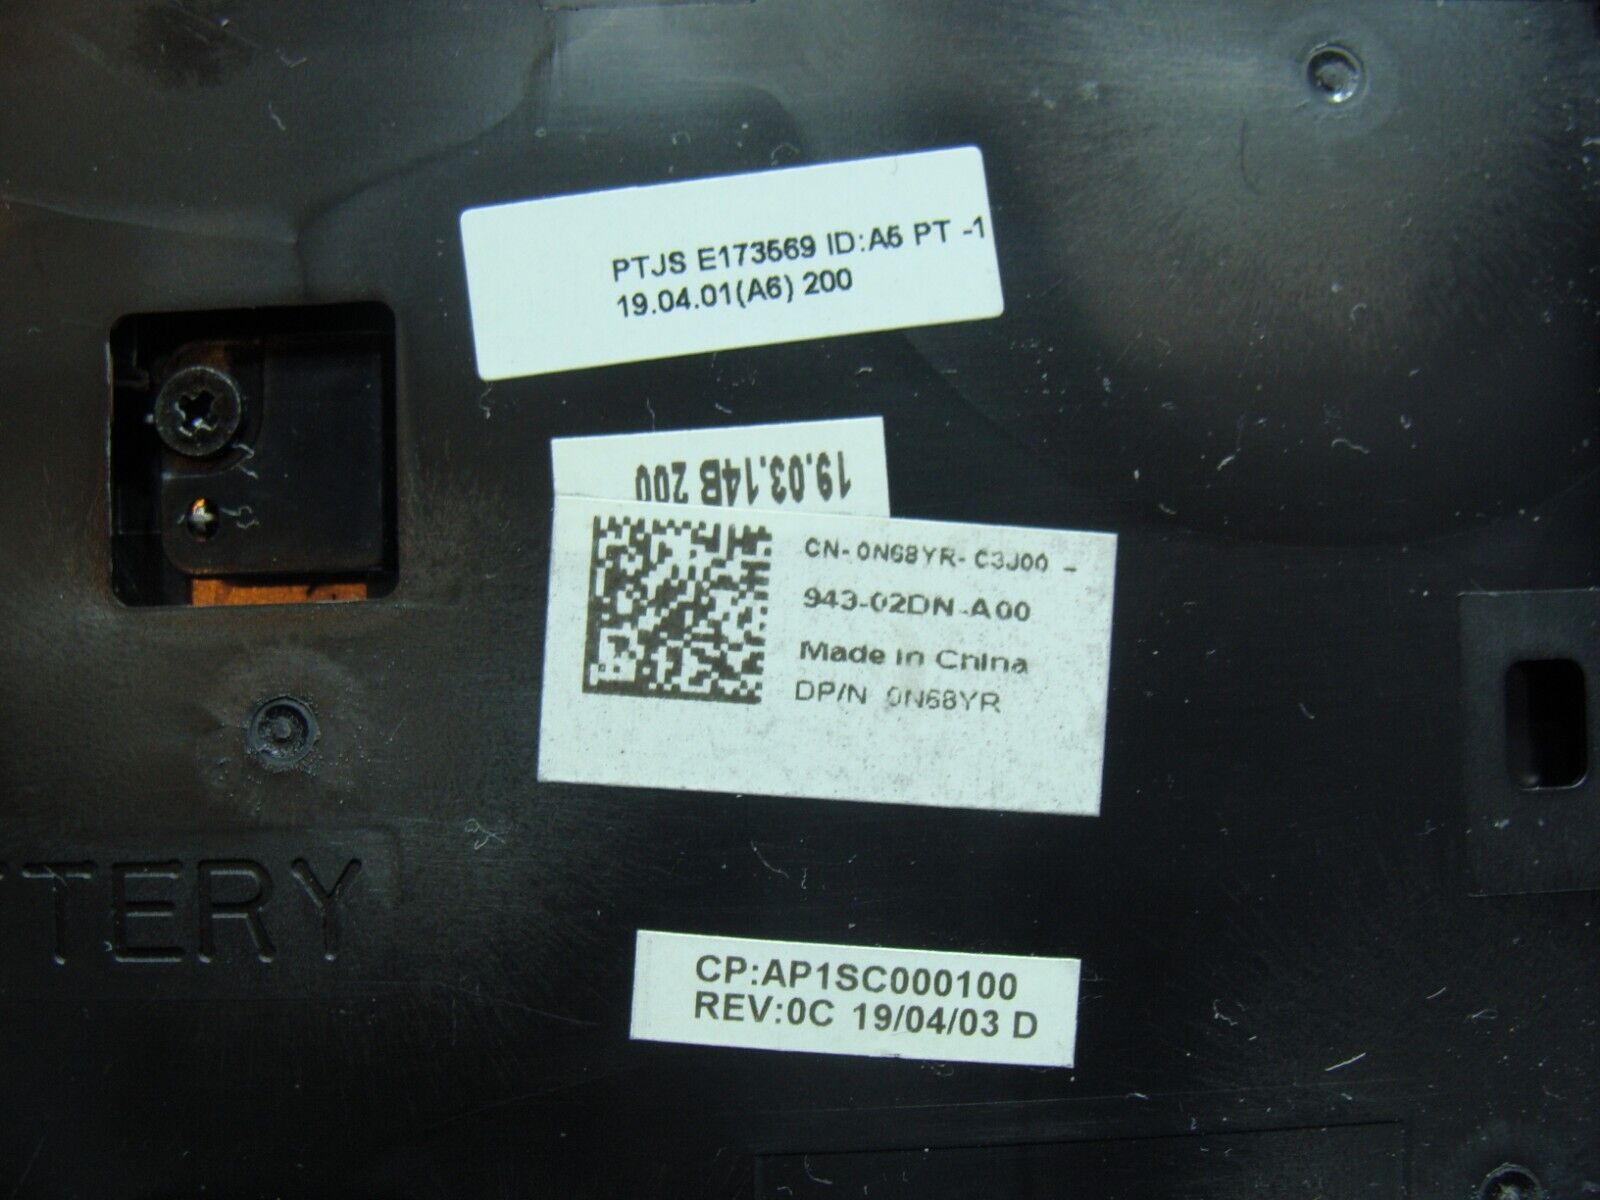 PTJS E173569 ID:A5 PT -1
19.04.01(A6) 200
19.03.14B 200
CN- 0N68YR- C3J00 -
943-02DN-A00
Made in China
DP/N 0N68YR
TTERY
CP:AP1SC000100
REV:0C 19/04/03 D